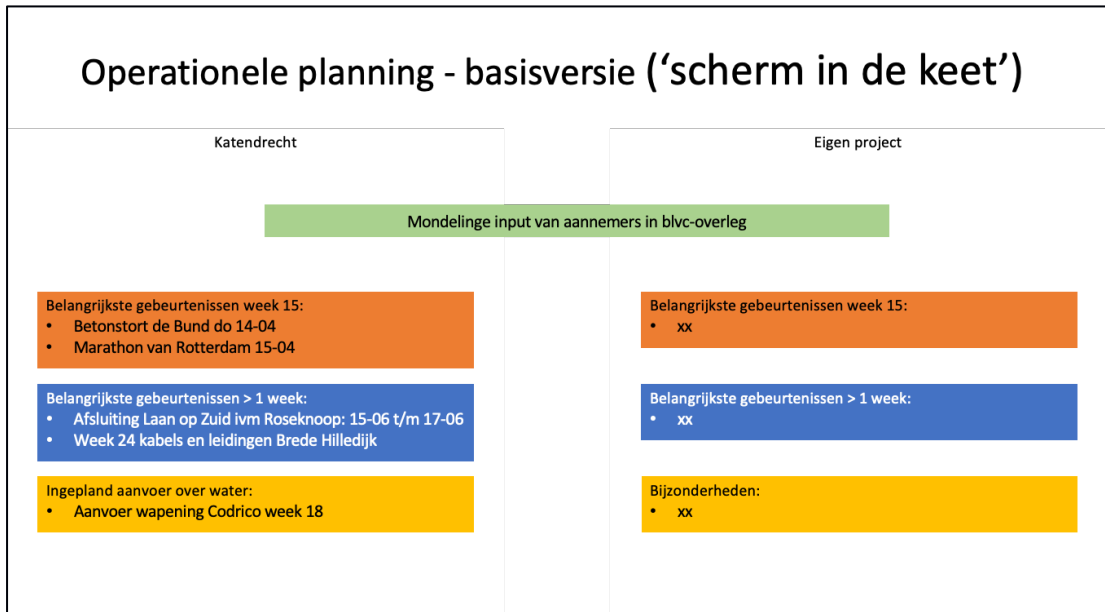 Operationele planning - basisversie (‘scherm in de keet’)
Katendrecht
Eigen project
Mondelinge input van aannemers in blvc-overleg
Belangrijkste gebeurtenissen week 15:
• Betonstort de Bund do 14-04
• Marathon van Rotterdam 15-04
Belangrijkste gebeurtenissen > 1 week:
• Afsluiting Laan op Zuid ivm Roseknoop: 15-06 t/m 17-06
• Week 24 kabels en leidingen Brede Hilledijk
Ingepland aanvoer over water:
• Aanvoer wapening Codrico week 18
Belangrijkste gebeurtenissen week 15:
• xx
Belangrijkste gebeurtenissen > 1 week:
• xx
Bijzonderheden:
• xx